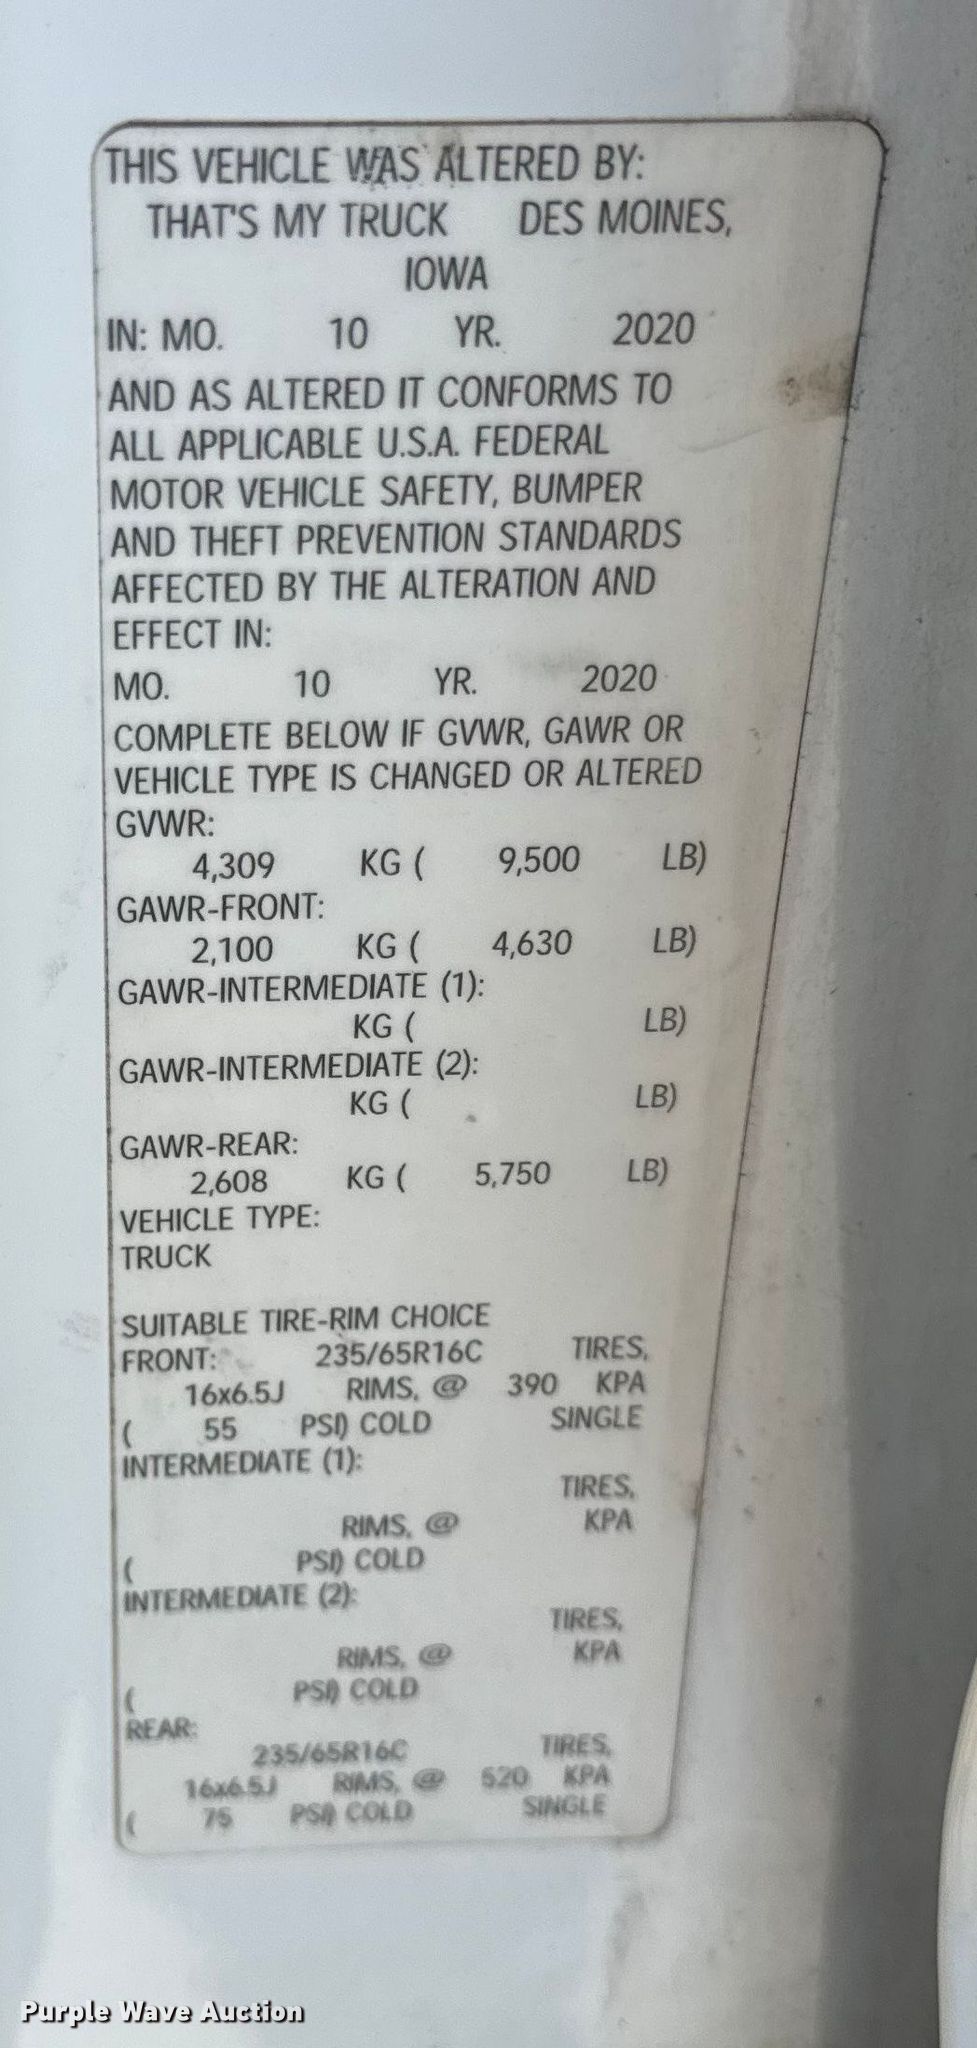 THIS VEHICLE WAS ALTERED BY:
THAT'S MY TRUCK DES MOINES,
IOWA
IN: MO. 10 YR. 2020
AND AS ALTERED IT CONFORMS TO
ALL APPLICABLE U.S.A. FEDERAL
MOTOR VEHICLE SAFETY, BUMPER
AND THEFT PREVENTION STANDARDS
AFFECTED BY THE ALTERATION AND
EFFECT IN:
MO. 10 YR. 2020
COMPLETE BELOW IF GVWR, GAWR OR
VEHICLE TYPE IS CHANGED OR ALTERED
GVWR:
4,309 KG ( 9,500 LB)
GAWR-FRONT:
2,100 KG ( 4,630 LB)
GAWR-INTERMEDIATE (1):
KG ( LB)
GAWR-INTERMEDIATE (2):
KG ( LB)
GAWR-REAR:
2,608 KG ( 5,750 LB)
VEHICLE TYPE:
TRUCK
SUITABLE TIRE-RIM CHOICE
FRONT: 235/65R16C TIRES,
16x6.5J RIMS, @ 390 KPA
( 55 PSI) COLD SINGLE
INTERMEDIATE (1):
TIRES,
RIMS, @ KPA
( PSI) COLD
INTERMEDIATE (2):
TIRES,
RIMS, @ KPA
( PSI) COLD
REAR:
235/65R16C TIRES,
16x6.5J RIMS, @ 520 KPA
( 75 PSI) COLD SINGLE
Purple Wave Auction